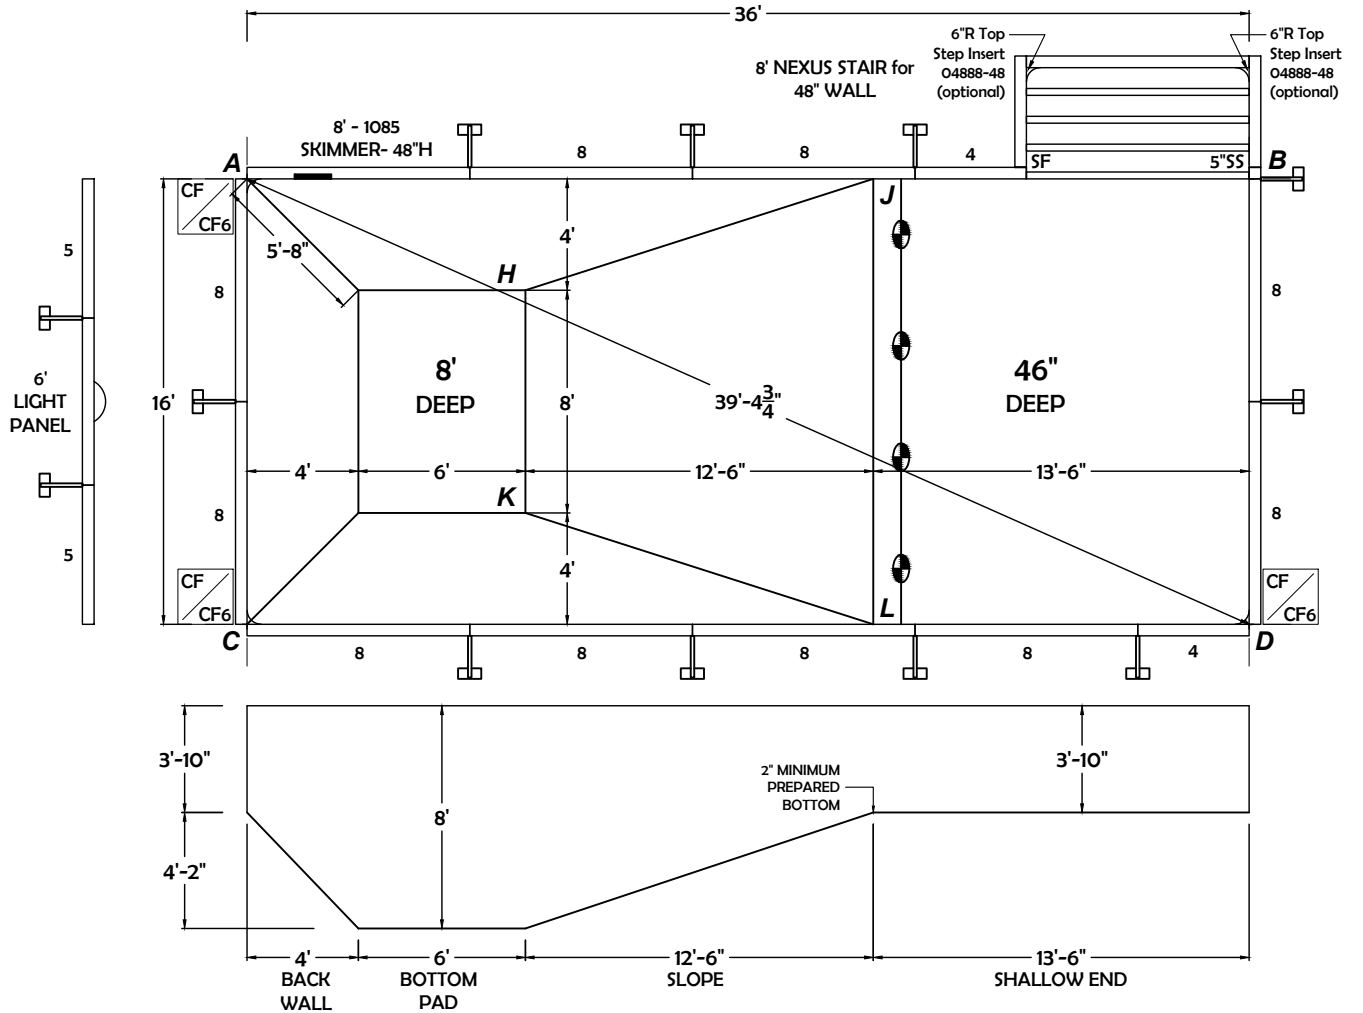 36'
6"R Top
Step Insert
04888-48
(optional)
6"R Top
Step Insert
04888-48
(optional)
8' NEXUS STAIR for
48" WALL
8' - 1085
SKIMMER- 48"H
8
8
4
SF
5"SS
A
B
CF
CF6
J
5
8
5'-8"
4'
H
8
6'
LIGHT
PANEL
16'
8'
DEEP
8'
39'-4 3/4"
46"
DEEP
4'
6'
12'-6"
13'-6"
K
5
8
4'
8
CF
CF6
CF
CF6
L
C
D
8
8
8
8
4
3'-10"
8'
2" MINIMUM
PREPARED
BOTTOM
3'-10"
4'-2"
4'
BACK
WALL
6'
BOTTOM
PAD
12'-6"
SLOPE
13'-6"
SHALLOW END